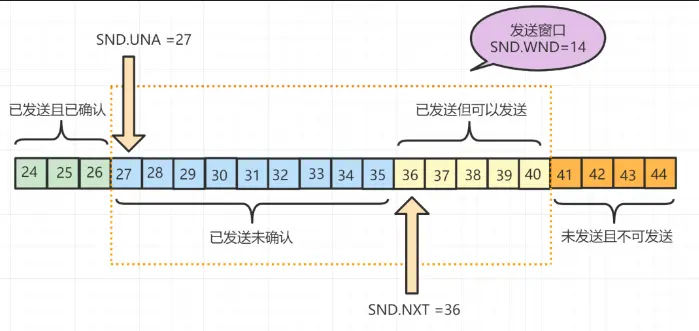 SND.UNA =27
发送窗口
SND.WND=14
已发送且已确认
已发送但可以发送
24 25 26 27 28 29 30 31 32 33 34 35 36 37 38 39 40 41 42 43 44
已发送未确认
未发送且不可发送
SND.NXT =36